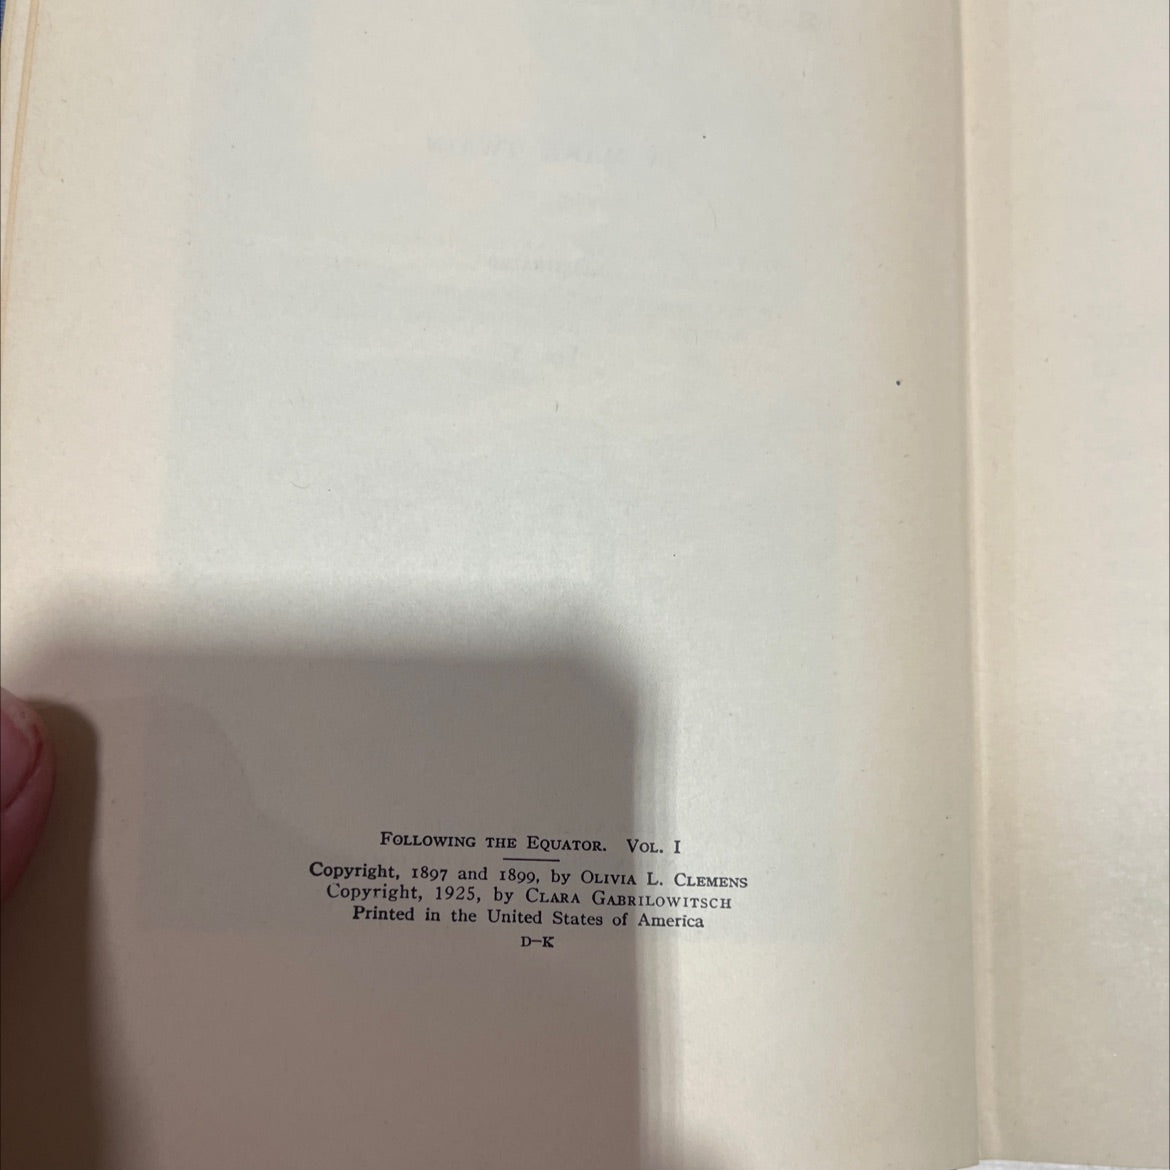 Following the Equator. Vol. I
Copyright, 1897 and 1899, by Olivia L. Clemens
Copyright, 1925, by Clara Gabrilowitsch
Printed in the United States of America
D–K